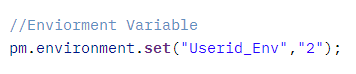 //Enviorment Variable
pm.environment.set("Userid_Env","2");